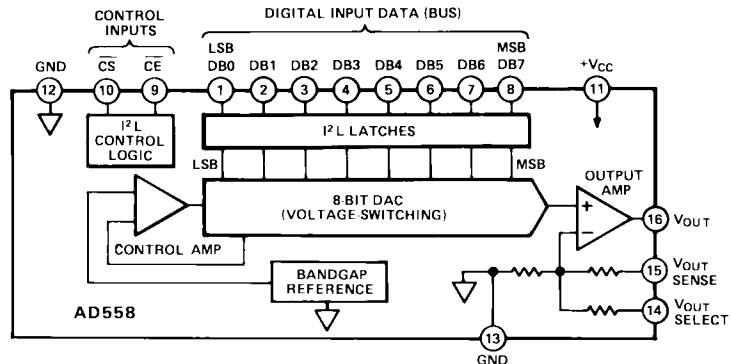 CONTROL
INPUTS
DIGITAL INPUT DATA (BUS)
LSB
MSB
GND
CS
CE
DB0
DB1
DB2
DB3
DB4
DB5
DB6
DB7
+VCC
12
10
9
1
2
3
4
5
6
7
8
11
I²L
CONTROL
LOGIC
I²L LATCHES
LSB
MSB
OUTPUT
AMP
8-BIT DAC
(VOLTAGE-SWITCHING)
+
–
16
VOUT
CONTROL AMP
BANDGAP
REFERENCE
15
VOUT
SENSE
14
VOUT
SELECT
AD558
13
GND